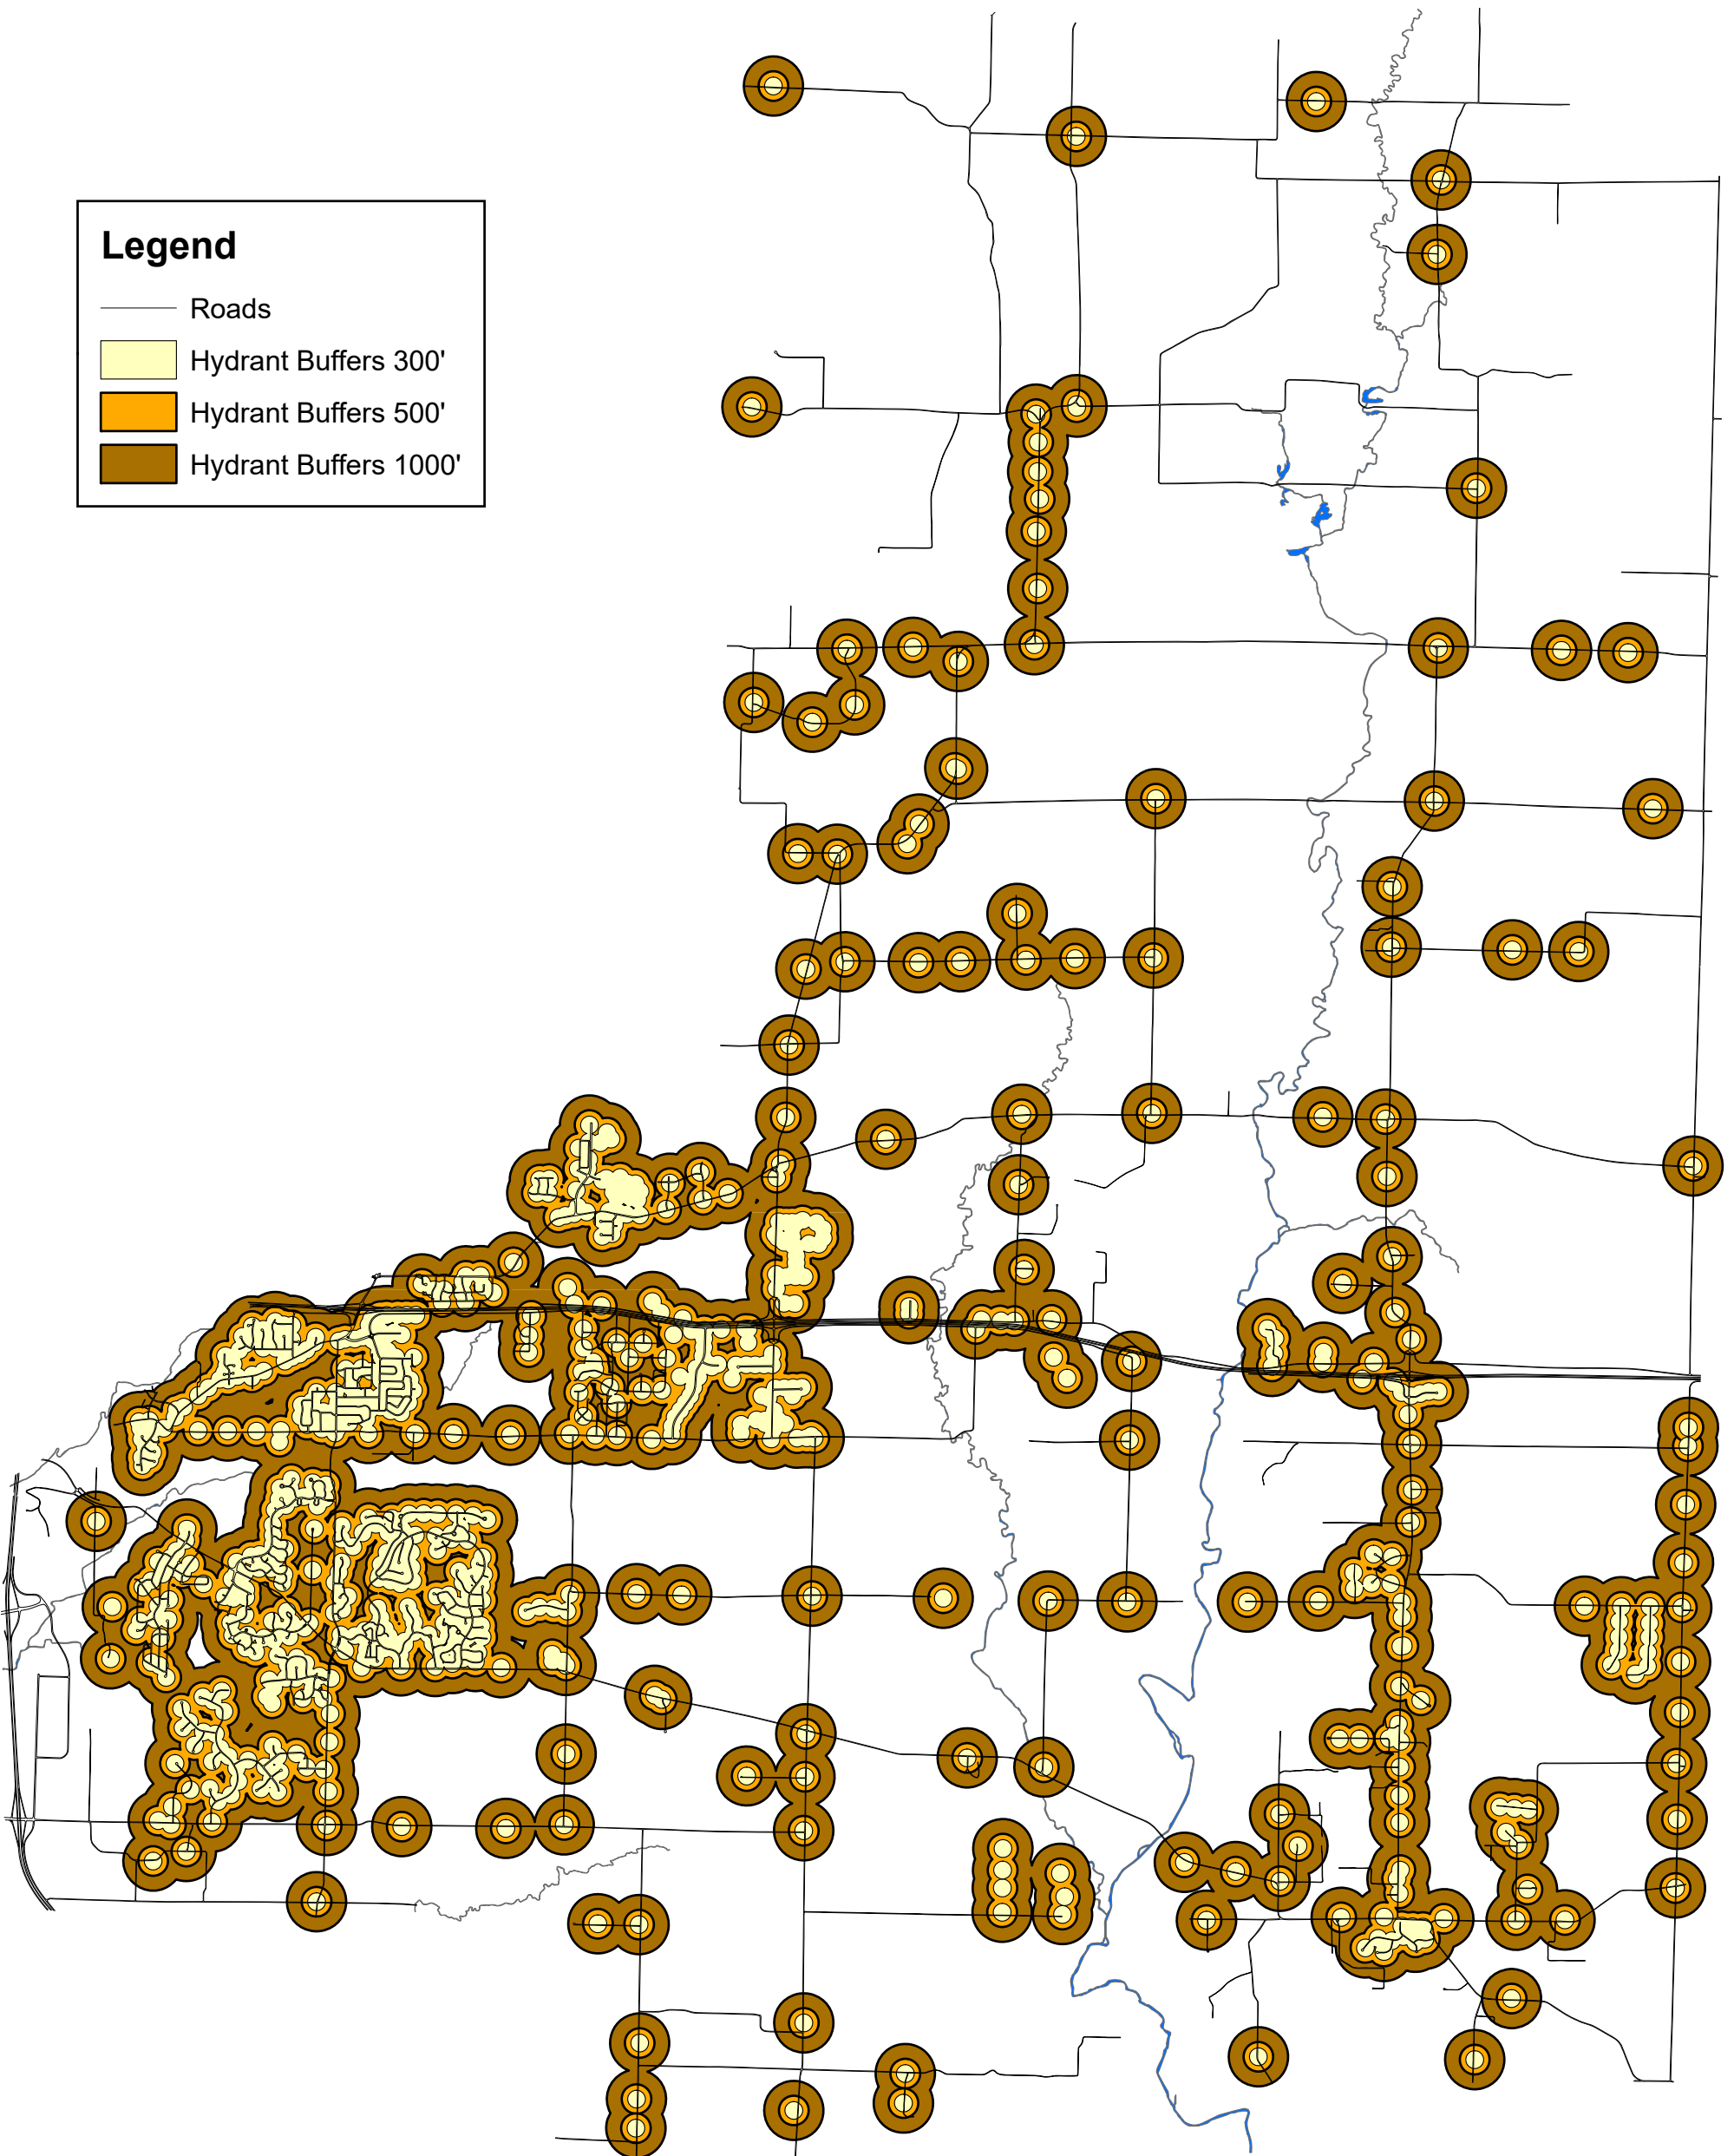 Legend
Roads
Hydrant Buffers 300'
Hydrant Buffers 500'
Hydrant Buffers 1000'